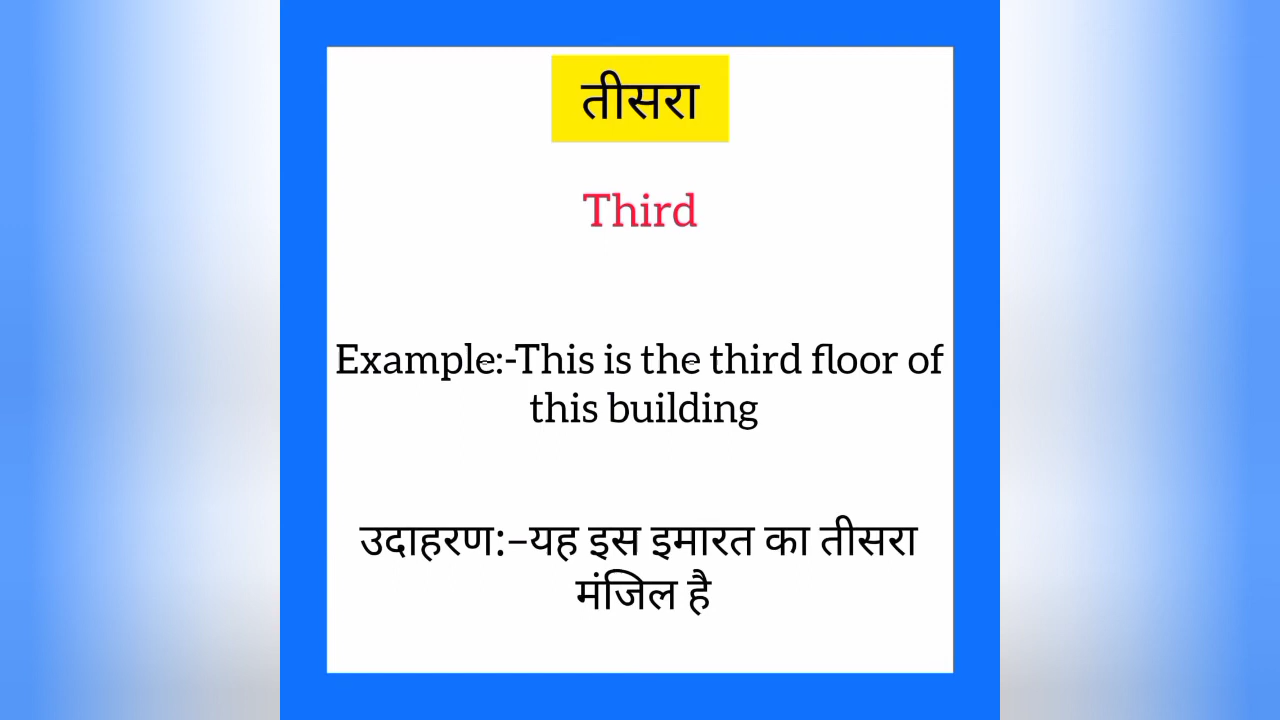 तीसरा
Third
Example:-This is the third floor of
this building
उदाहरण:–यह इस इमारत का तीसरा
मंजिल है